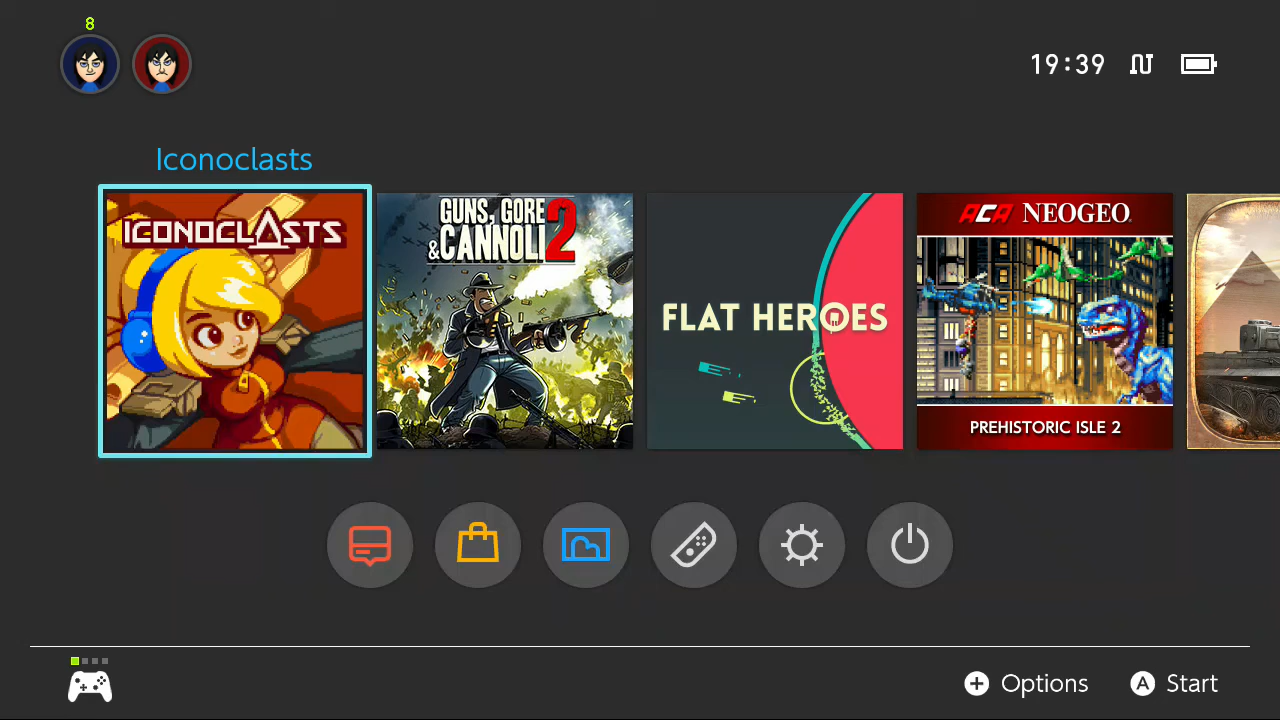 8
19:39
Iconoclasts
ICONOCLASTS
GUNS, GORE
&CANNOLI 2
FLAT HEROES
ACA NEOGEO
PREHISTORIC ISLE 2
+ Options
A Start